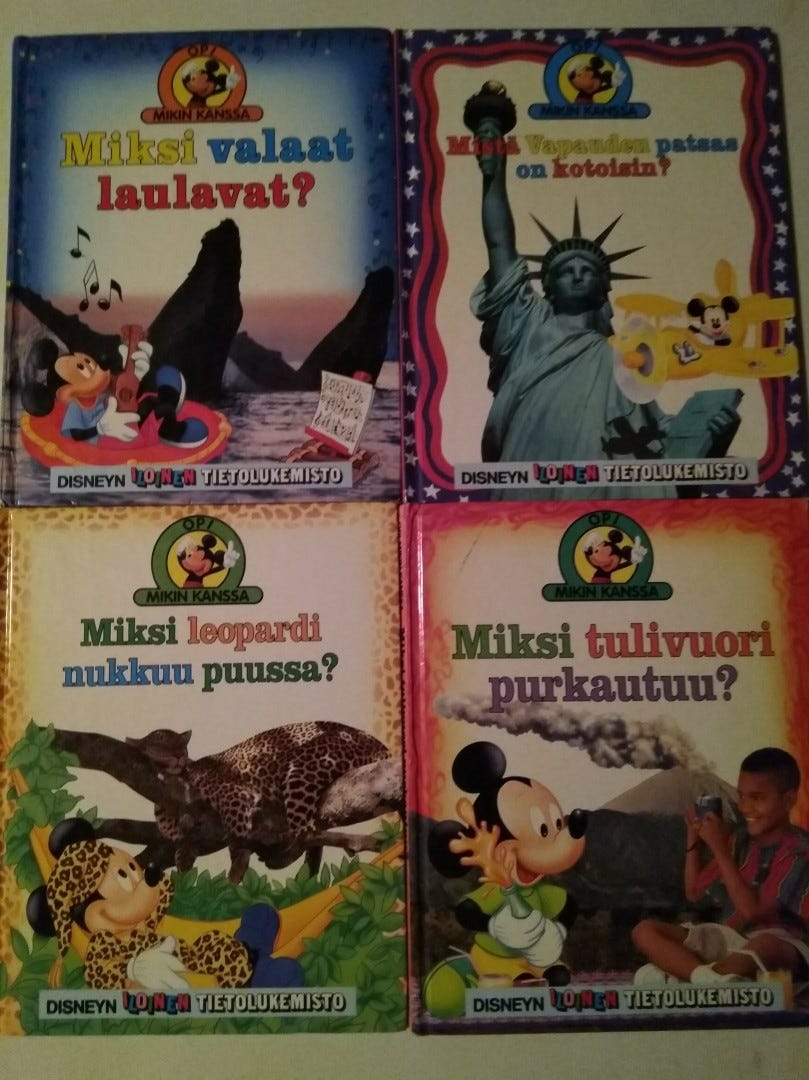 OPI
MIKIN KANSSA
Miksi valaat
laulavat?
DISNEYN ILOINEN TIETOLUKEMISTO
OPI
MIKIN KANSSA
Mistä Vapauden patsas
on kotoisin?
DISNEYN ILOINEN TIETOLUKEMISTO
OPI
MIKIN KANSSA
Miksi leopardi
nukkuu puussa?
DISNEYN ILOINEN TIETOLUKEMISTO
OPI
MIKIN KANSSA
Miksi tulivuori
purkautuu?
DISNEYN ILOINEN TIETOLUKEMISTO